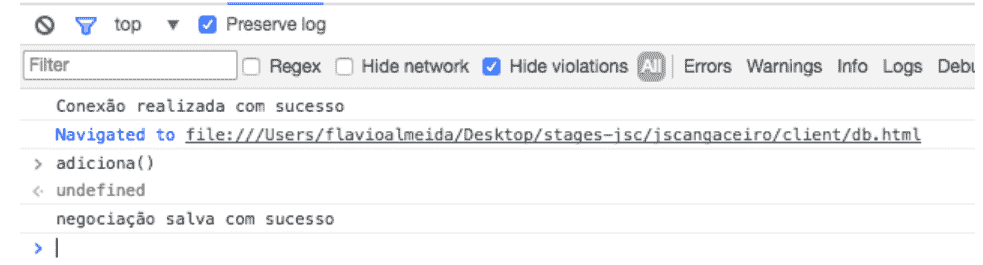 top ▼ Preserve log
Filter Regex Hide network Hide violations All Errors Warnings Info Logs Debu
Conexão realizada com sucesso
Navigated to file:///Users/flavioalmeida/Desktop/stages-jsc/jscangaceiro/client/db.html
> adiciona()
<· undefined
negociação salva com sucesso
>